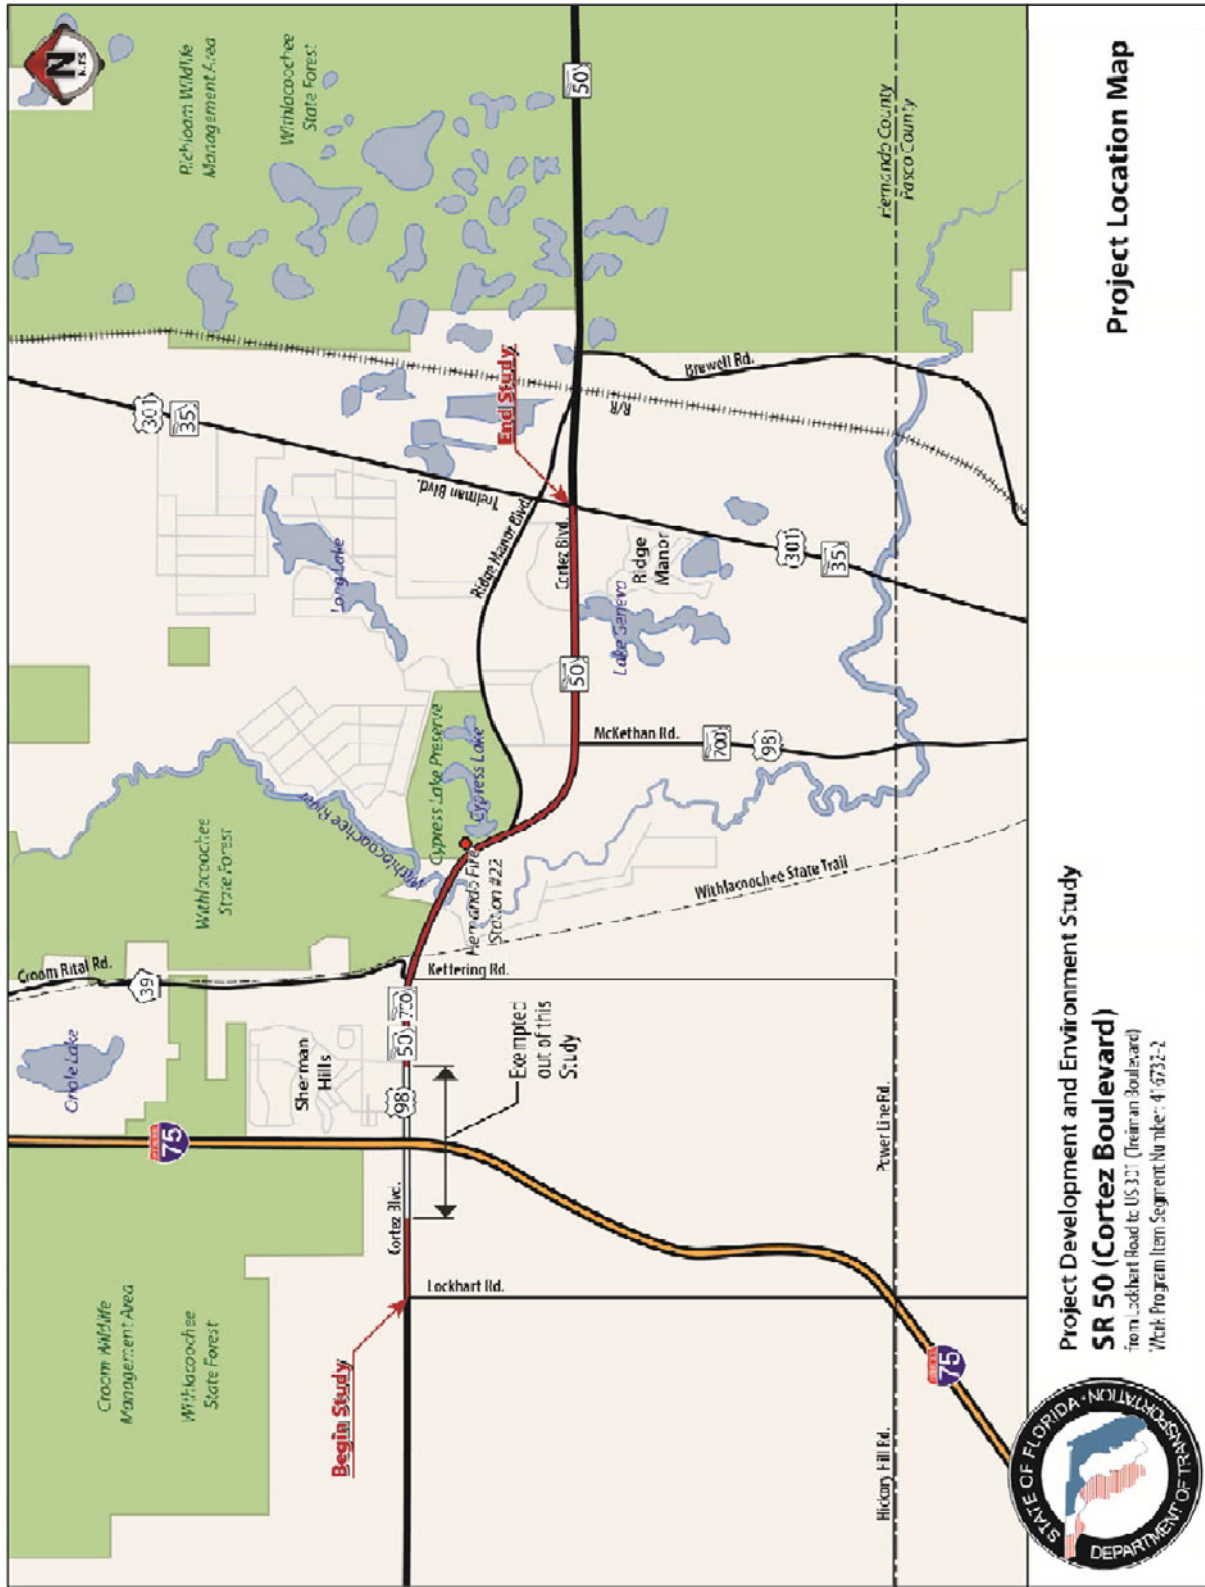 N
N.T.S
Richloam Wildlife
Management Area
Withlacoochee
State Forest
50
Hernando County
Pasco County
301
35
Treiman Blvd.
Ridge Manor Blvd.
End Study
Cortez Blvd.
R/R
Brewell Rd.
Long Lake
Ridge
Manor
Lake Geneva
301
35
50
McKethan Rd.
700
98
Cypress Lake Preserve
Cypress Lake
Withlacoochee River
Withlacoochee
State Forest
Hernando Fire
Station #22
Withlacoochee State Trail
Croom Rital Rd.
39
Kettering Rd.
Oriole Lake
Sherman
Hills
98
50
700
Exempted
out of this
Study
75
Cortez Blvd.
Power Line Rd.
Croom Wildlife
Management Area
Withlacoochee
State Forest
Lockhart Rd.
Begin Study
75
Hickory Hill Rd.
STATE OF FLORIDA
DEPARTMENT OF TRANSPORTATION
Project Development and Environment Study
SR 50 (Cortez Boulevard)
from Lockhart Road to US 301 (Treiman Boulevard)
Work Program Item Segment Number: 416732-2
Project Location Map